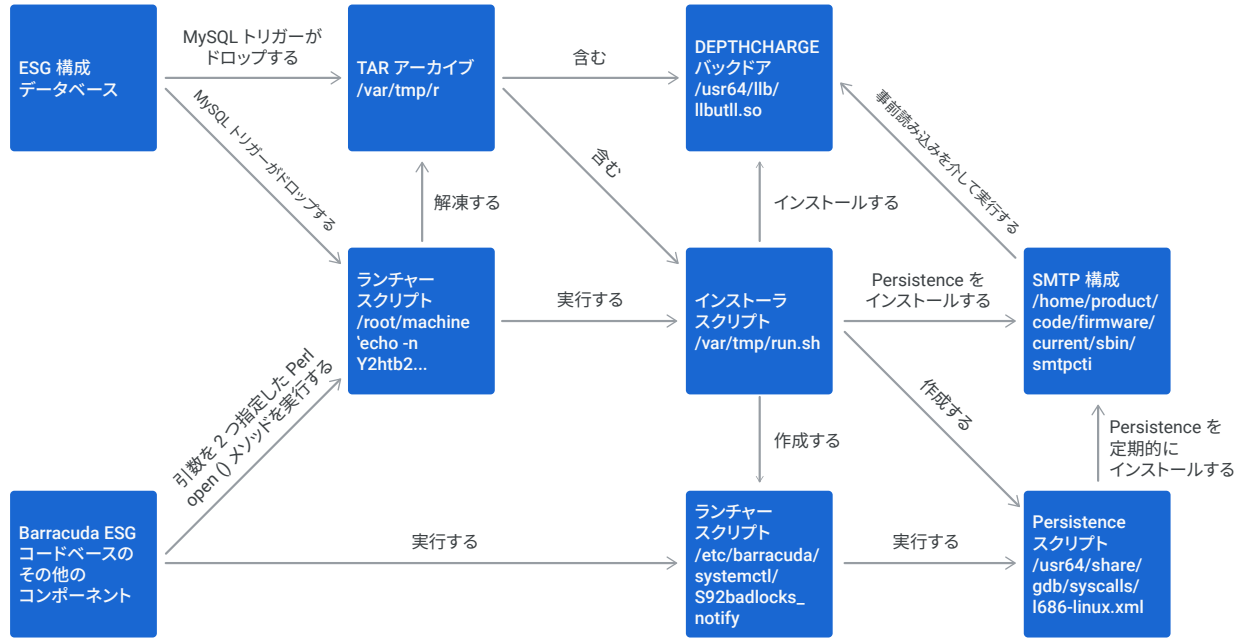 ESG 構成
データベース
MySQL トリガーが
ドロップする
TAR アーカイブ
/var/tmp/r
含む
DEPTHCHARGE
バックドア
/usr64/llb/
llbutll.so
MySQL トリガーがドロップする
解凍する
含む
インストールする
事前読み込みを介して実行する
ランチャー
スクリプト
/root/machine
`echo -n
Y2htb2...
実行する
インストーラ
スクリプト
/var/tmp/run.sh
Persistence を
インストールする
SMTP 構成
/home/product/
code/firmware/
current/sbin/
smtpcti
引数を 2 つ指定した Perl
open () メソッドを実行する
作成する
作成する
Persistence を
定期的に
インストールする
Barracuda ESG
コードベースの
その他の
コンポーネント
実行する
ランチャー
スクリプト
/etc/barracuda/
systemctl/
S92badlocks_
notify
実行する
Persistence
スクリプト
/usr64/share/
gdb/syscalls/
l686-linux.xml